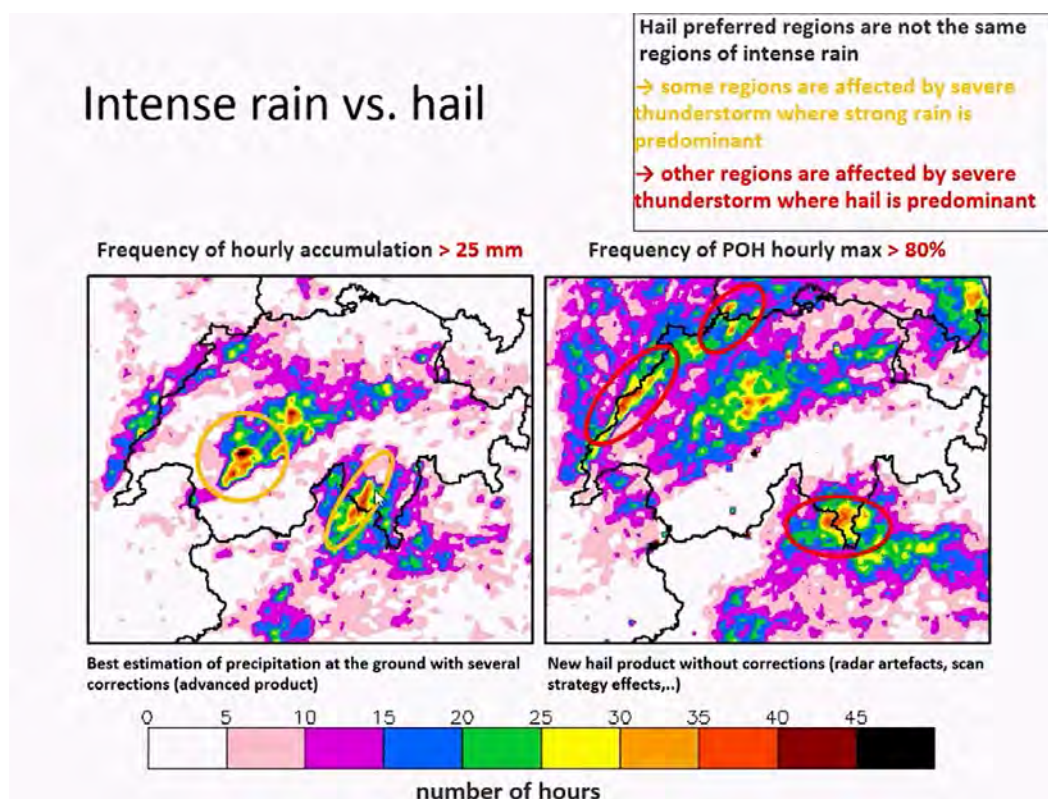 Hail preferred regions are not the same
regions of intense rain
→ some regions are affected by severe
thunderstorm where strong rain is
predominant
→ other regions are affected by severe
thunderstorm where hail is predominant
Intense rain vs. hail
Frequency of hourly accumulation > 25 mm
Frequency of POH hourly max > 80%
Best estimation of precipitation at the ground with several
corrections (advanced product)
New hail product without corrections (radar artefacts, scan
strategy effects,..)
0 5 10 15 20 25 30 35 40 45
number of hours